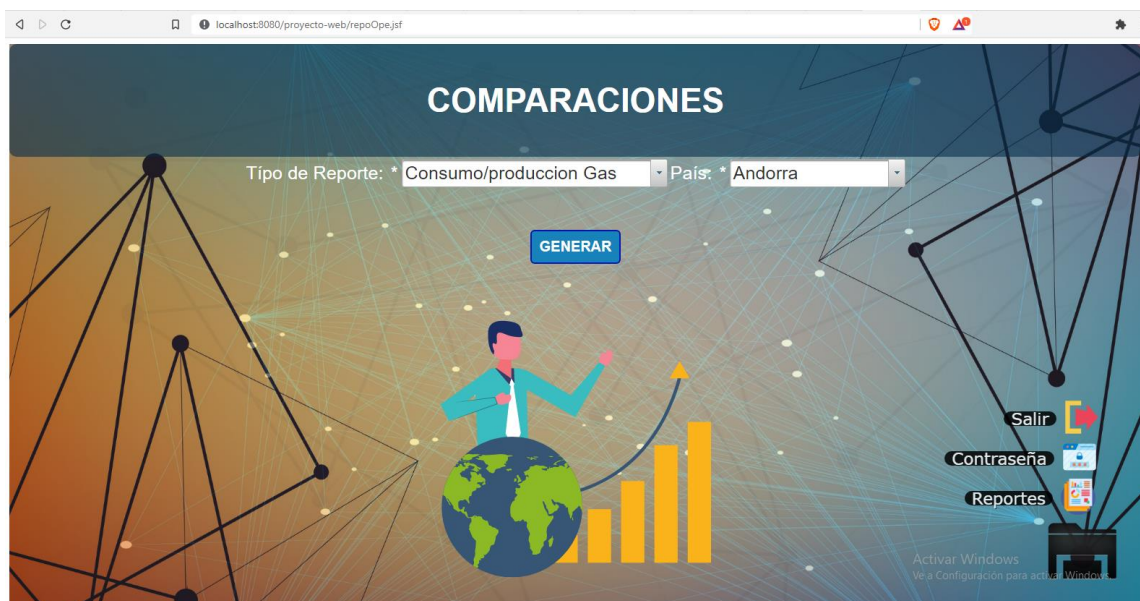 localhost:8080/proyecto-web/repoOpe.jsf
COMPARACIONES
Típo de Reporte: * Consumo/produccion Gas País: * Andorra
GENERAR
Salir
Contraseña
Reportes
Activar Windows
Ve a Configuración para activar Windows.